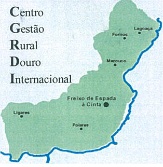 Centro
Gestão
Rural
Douro
Internacional
Lagoaça
Fornos
Mazouco
Freixo de Espada
à Cinta
Ligares
Poiares